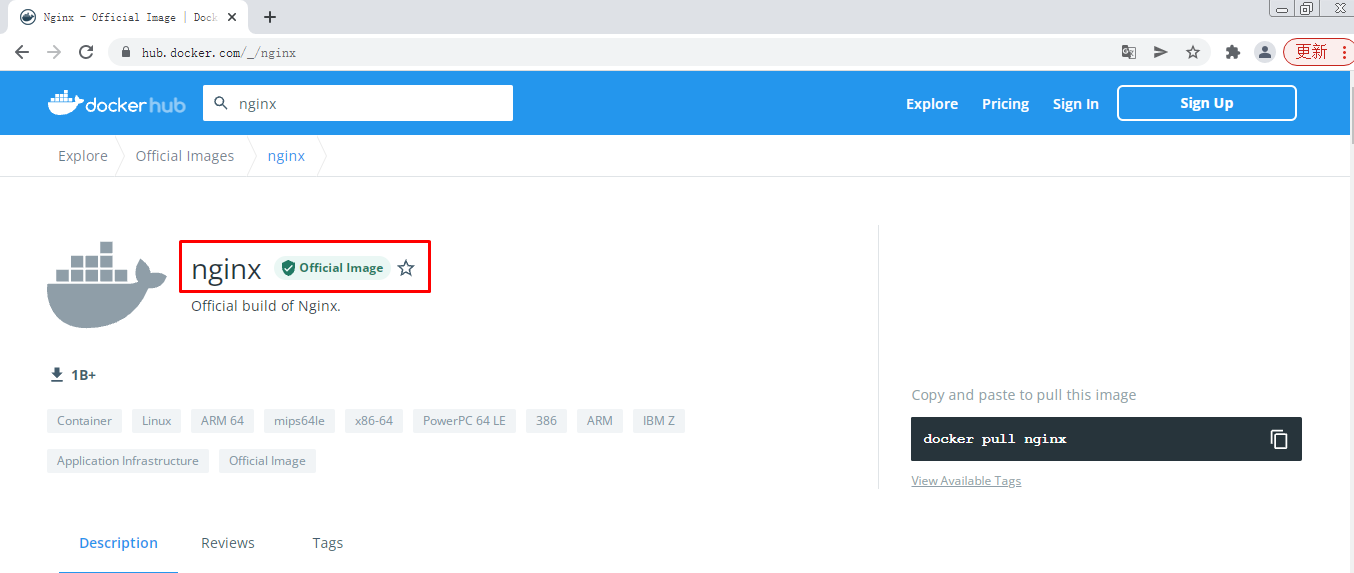 Nginx - Official Image | Dock
hub.docker.com/_/nginx
更新
dockerhub
nginx
Explore
Pricing
Sign In
Sign Up
Explore
Official Images
nginx
nginx
Official Image
Official build of Nginx.
1B+
Container
Linux
ARM 64
mips64le
x86-64
PowerPC 64 LE
386
ARM
IBM Z
Application Infrastructure
Official Image
Copy and paste to pull this image
docker pull nginx
View Available Tags
Description
Reviews
Tags